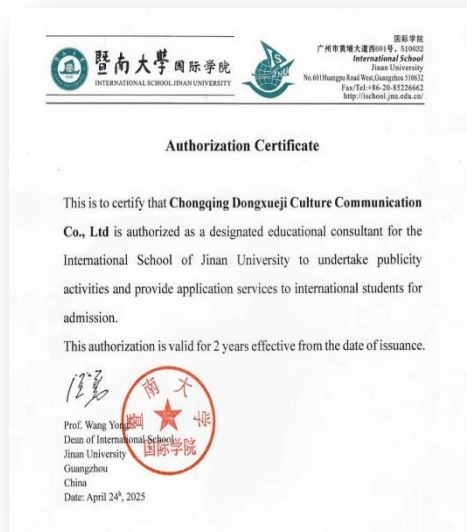 暨南大學国际学院
INTERNATIONAL SCHOOL JINAN UNIVERSITY
国际学院
广州市黄埔大道西601号, 510632
International School
Jinan University
No.601Huangpu Road West,Guangzhou 510632
Fax/Tel:+86-20-85226662
http://ischool.jnu.edu.cn/
Authorization Certificate
This is to certify that Chongqing Dongxueji Culture Communication
Co., Ltd is authorized as a designated educational consultant for the
International School of Jinan University to undertake publicity
activities and provide application services to international students for
admission.
This authorization is valid for 2 years effective from the date of issuance.
暨南大学
国际学院
Prof. Wang Yong
Dean of International School
Jinan University
Guangzhou
China
Date: April 24th, 2025